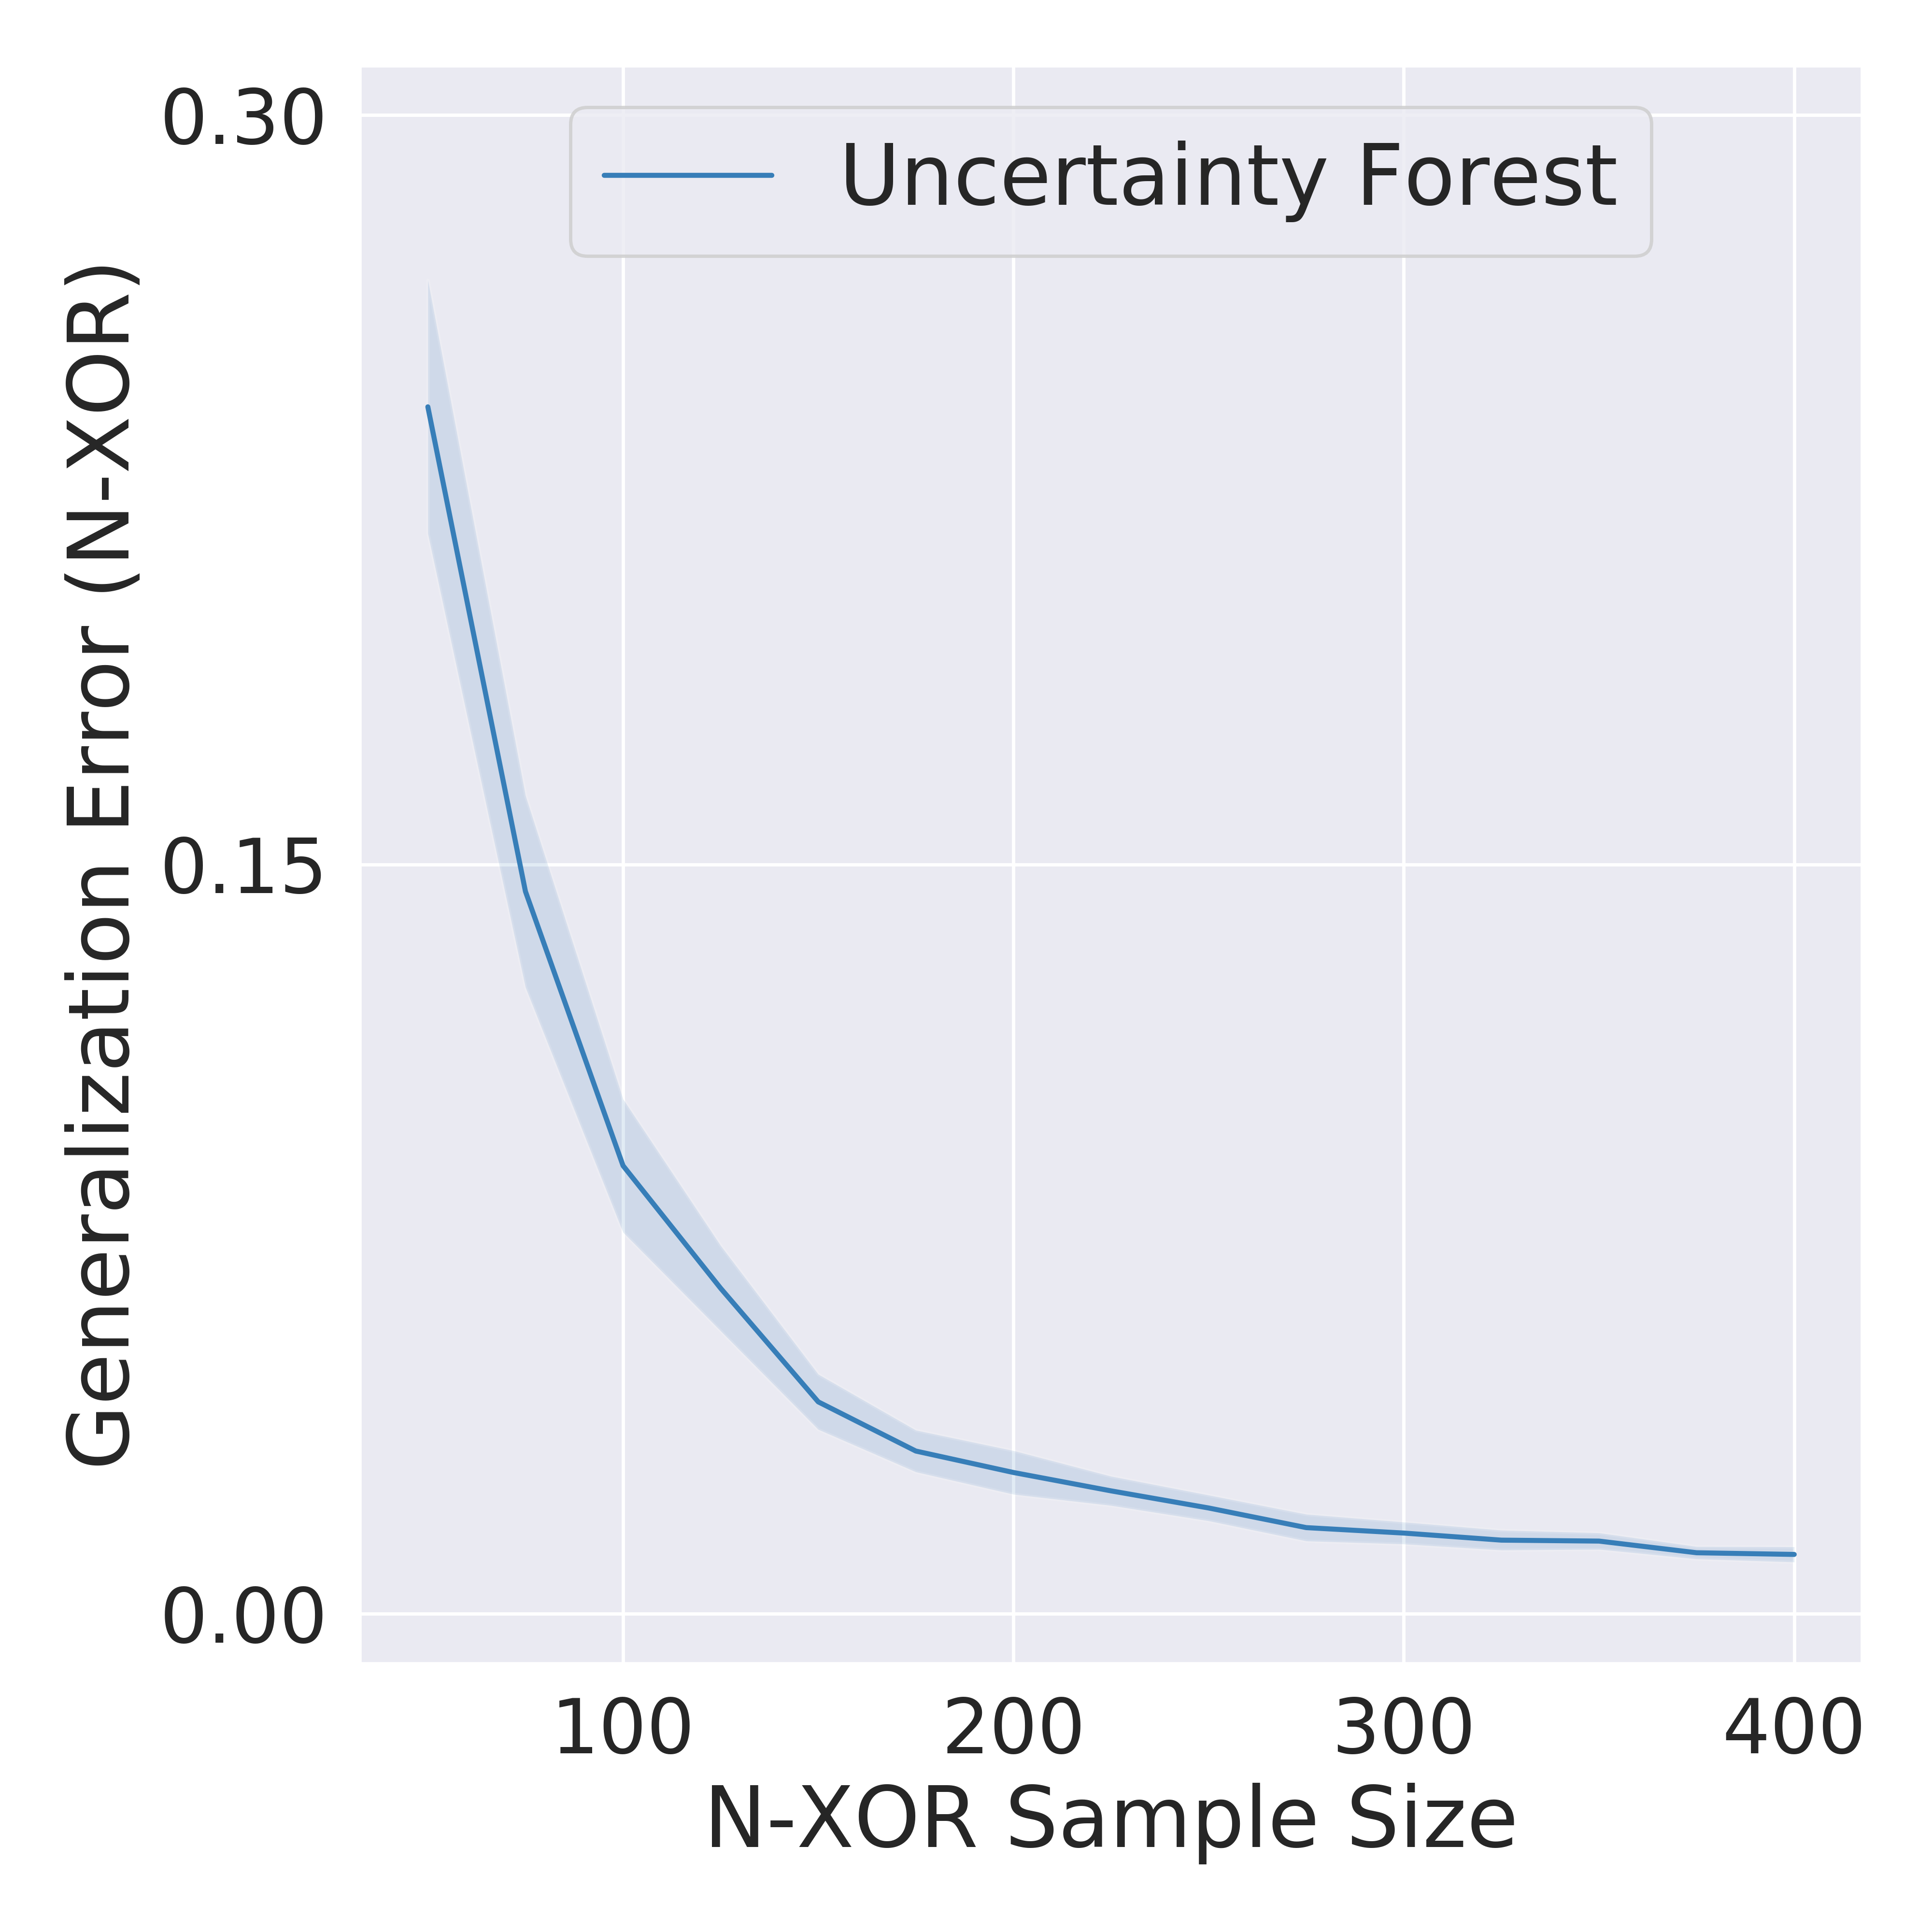 Uncertainty Forest
Generalization Error (N-XOR)
0.30
0.15
0.00
100 200 300 400
N-XOR Sample Size